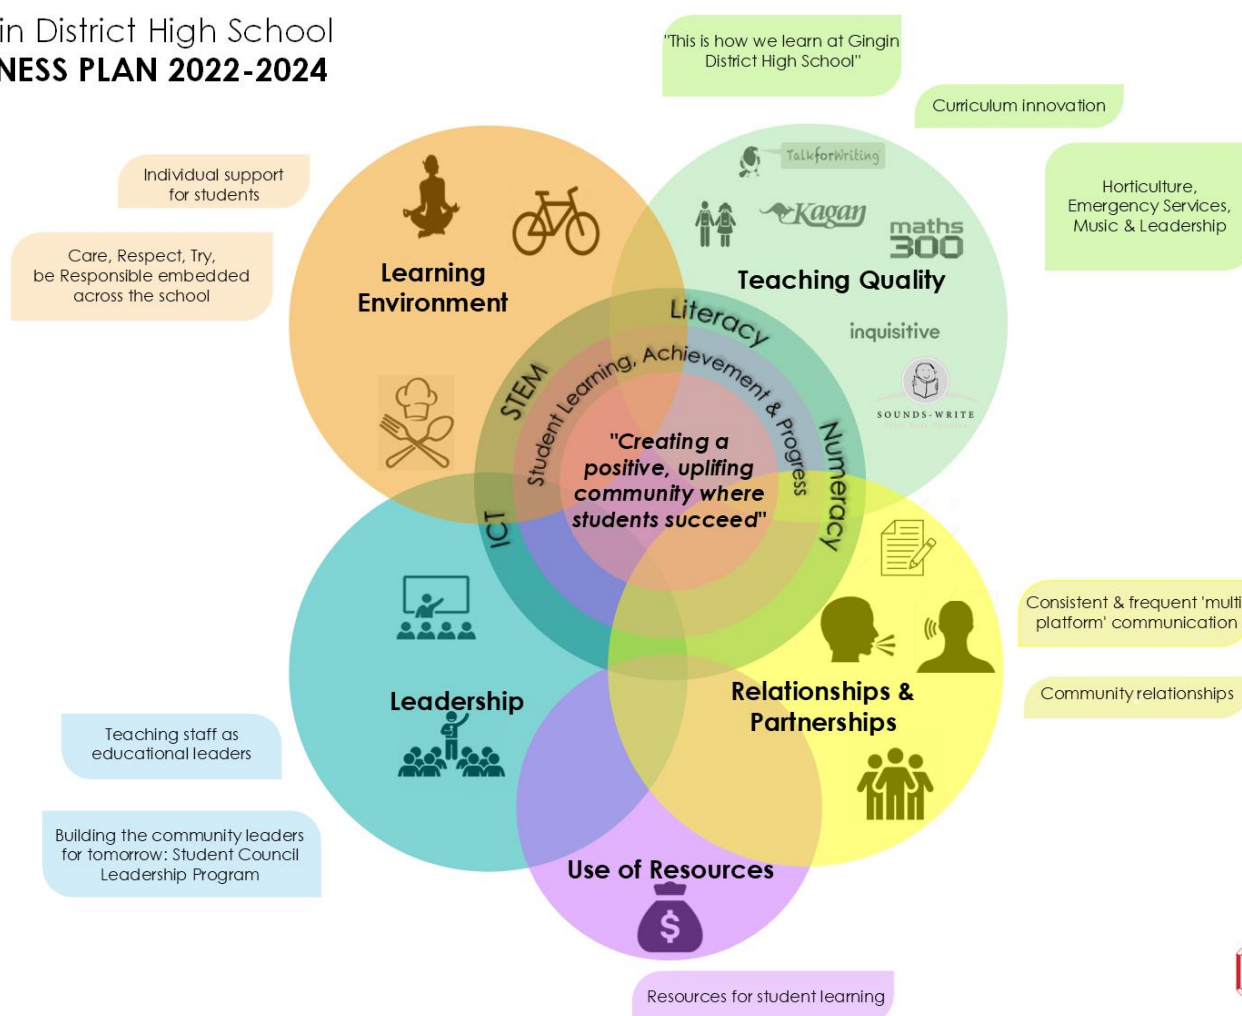 in District High School
NESS PLAN 2022-2024
"This is how we learn at Gingin
District High School"
Curriculum innovation
Horticulture,
Emergency Services,
Music & Leadership
Individual support
for students
Care, Respect, Try,
be Responsible embedded
across the school
Learning
Environment
TalkforWriting
Kagan
maths
300
Teaching Quality
inquisitive
SOUNDS-WRITE
Literacy
STEM
Numeracy
ICT
Student Learning, Achievement & Progress
"Creating a
positive, uplifing
community where
students succeed"
Leadership
Teaching staff as
educational leaders
Building the community leaders
for tomorrow: Student Council
Leadership Program
Relationships &
Partnerships
Consistent & frequent 'multi
platform' communication
Community relationships
Use of Resources
$
Resources for student learning